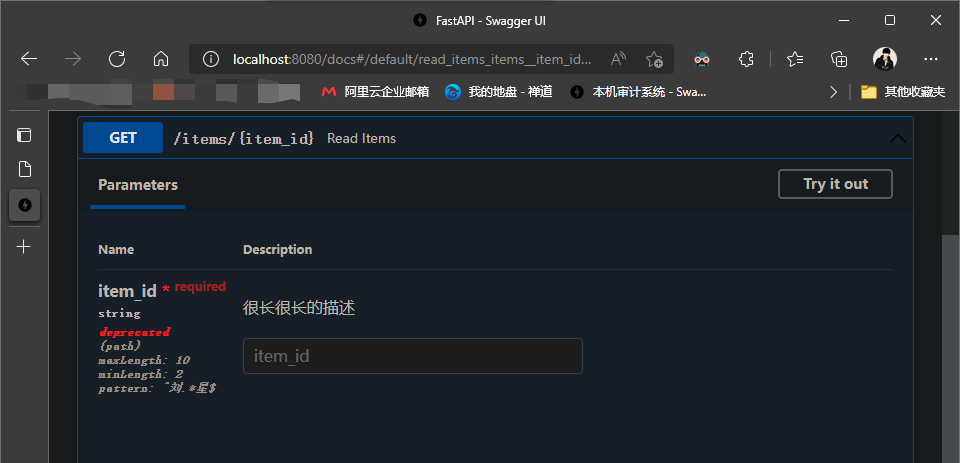 FastAPI - Swagger UI
localhost:8080/docs#/default/read_items_items__item_id...
阿里云企业邮箱 我的地盘 - 禅道 本机审计系统 - Swa... 其他收藏夹
GET /items/{item_id} Read Items
Parameters Try it out
Name Description
item_id * required
string
很长很长的描述
deprecated
(path)
item_id
maxLength: 10
minLength: 2
pattern: ^刘.*星$